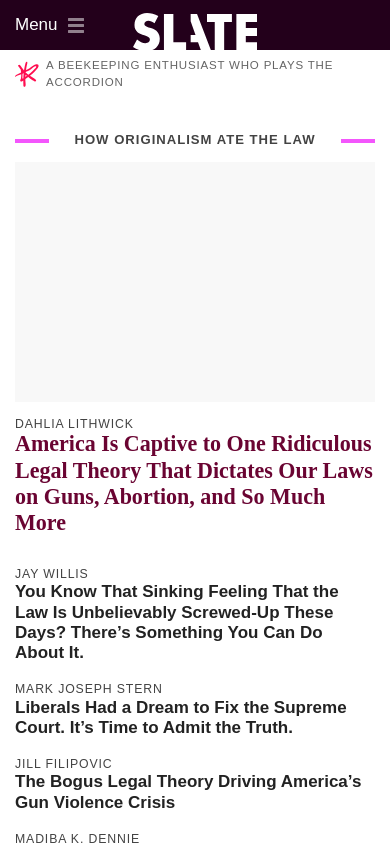 Menu
SLATE
A BEEKEEPING ENTHUSIAST WHO PLAYS THE
ACCORDION
HOW ORIGINALISM ATE THE LAW
DAHLIA LITHWICK
America Is Captive to One Ridiculous
Legal Theory That Dictates Our Laws
on Guns, Abortion, and So Much
More
JAY WILLIS
You Know That Sinking Feeling That the
Law Is Unbelievably Screwed-Up These
Days? There’s Something You Can Do
About It.
MARK JOSEPH STERN
Liberals Had a Dream to Fix the Supreme
Court. It’s Time to Admit the Truth.
JILL FILIPOVIC
The Bogus Legal Theory Driving America’s
Gun Violence Crisis
MADIBA K. DENNIE